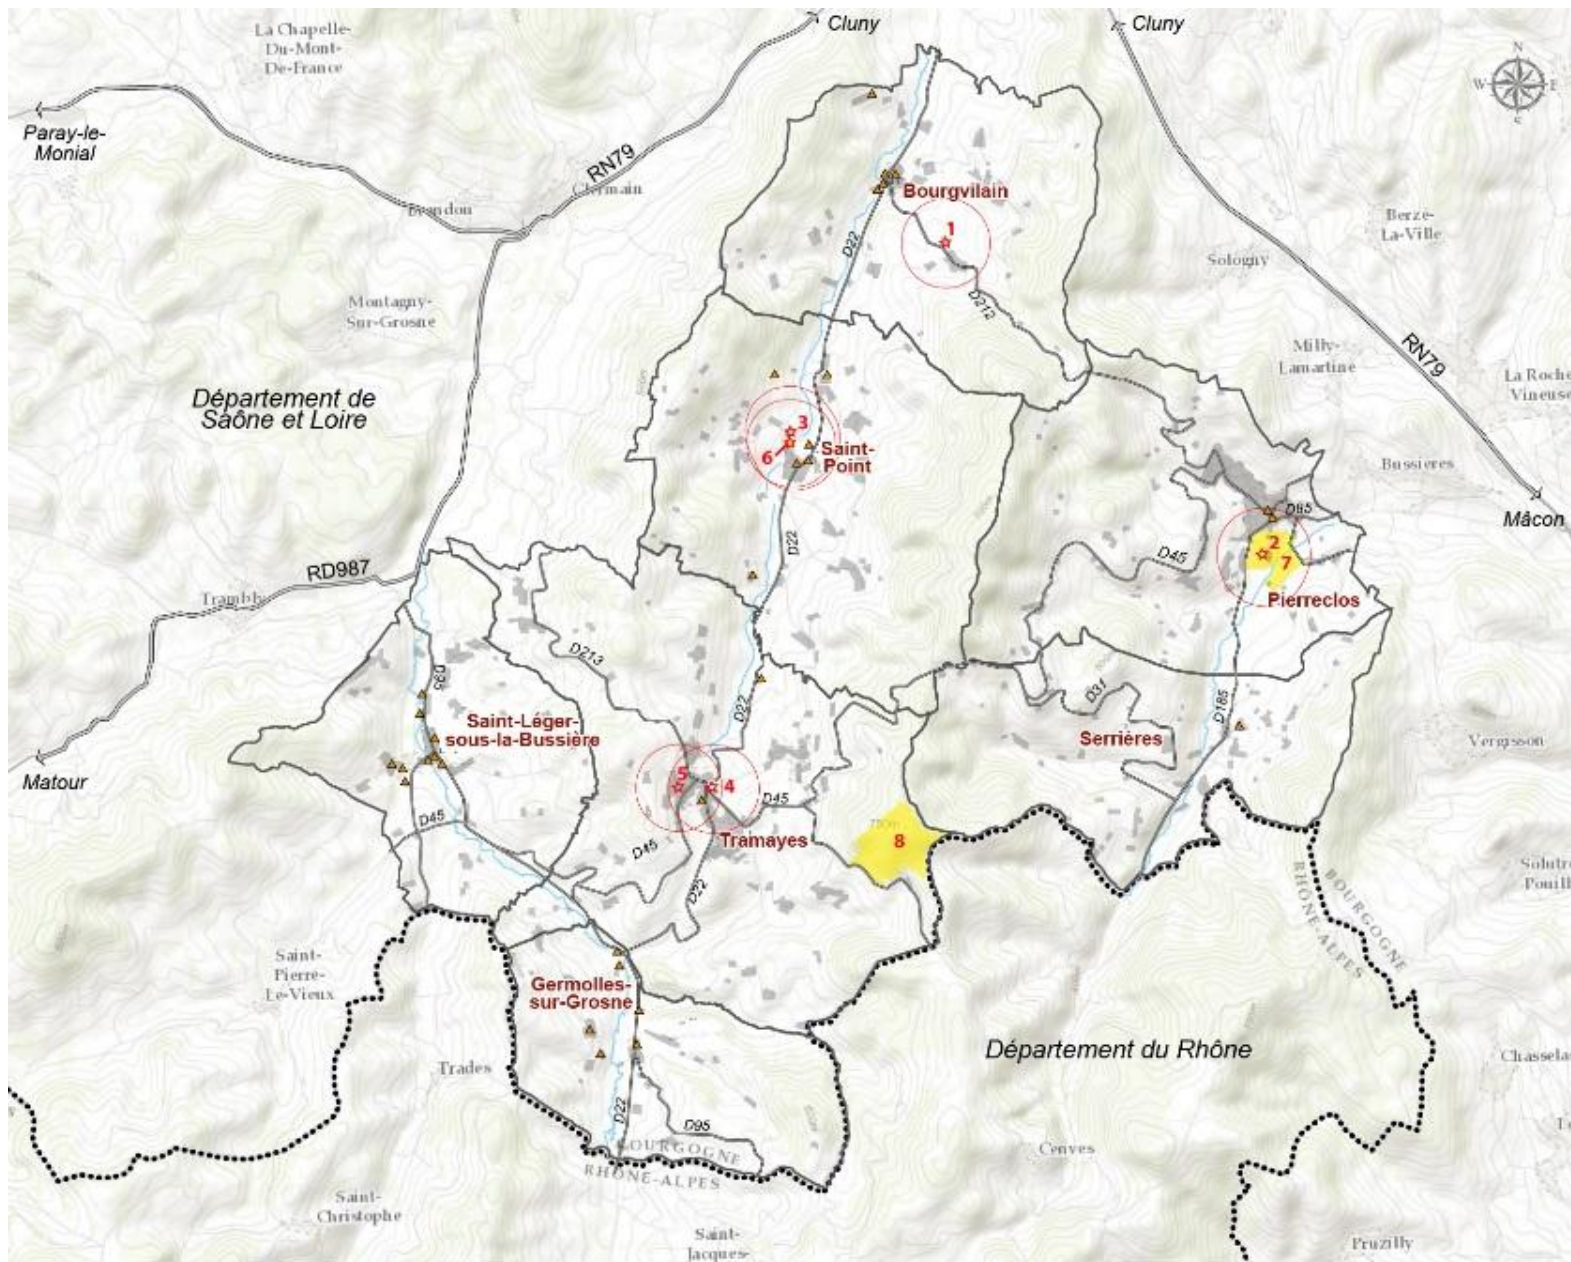 La Chapelle-
Du-Mont-
De-France
Cluny
Cluny
N
W
E
S
Paray-le-
Monial
RN79
Clermain
Brandon
Bourgvilain
Berzé-
La-Ville
1
D22
Sologny
Montagny-
Sur-Grosne
D212
Milly-
Lamartine
RN79
La Roche
Vineuse
Département de
Saône et Loire
3
6
Saint-
Point
Bussieres
Mâcon
D85
D45
2
7
D22
RD987
Trambly
Pierreclos
D213
D95
D31
D22
D185
Saint-Léger-
sous-la-Bussière
Serrières
Vergisson
Matour
5
4
D45
D45
Tramayes
8
D45
D22
Solutré
Pouill
BOURGOGNE
RHÔNE-ALPES
Saint-
Pierre-
Le-Vieux
Germolles-
sur-Grosne
Département du Rhône
Trades
Chasselas
D22
D95
BOURGOGNE
RHÔNE-ALPES
Cenves
Saint-
Christophe
Saint-
Jacques-
Pruzilly